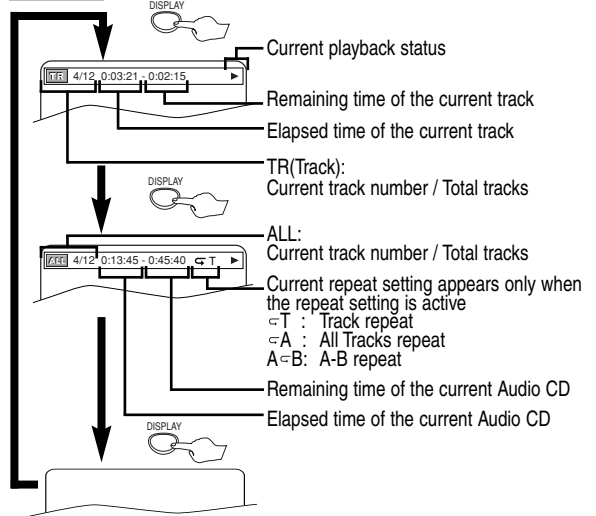 DISPLAY
Current playback status
TR 4/12 0:03:21 - 0:02:15 ►
Remaining time of the current track
Elapsed time of the current track
TR(Track):
Current track number / Total tracks
DISPLAY
ALL:
Current track number / Total tracks
ALL 4/12 0:13:45 - 0:45:40 T ►
Current repeat setting appears only when
the repeat setting is active
T : Track repeat
A : All Tracks repeat
A B: A-B repeat
Remaining time of the current Audio CD
Elapsed time of the current Audio CD
DISPLAY